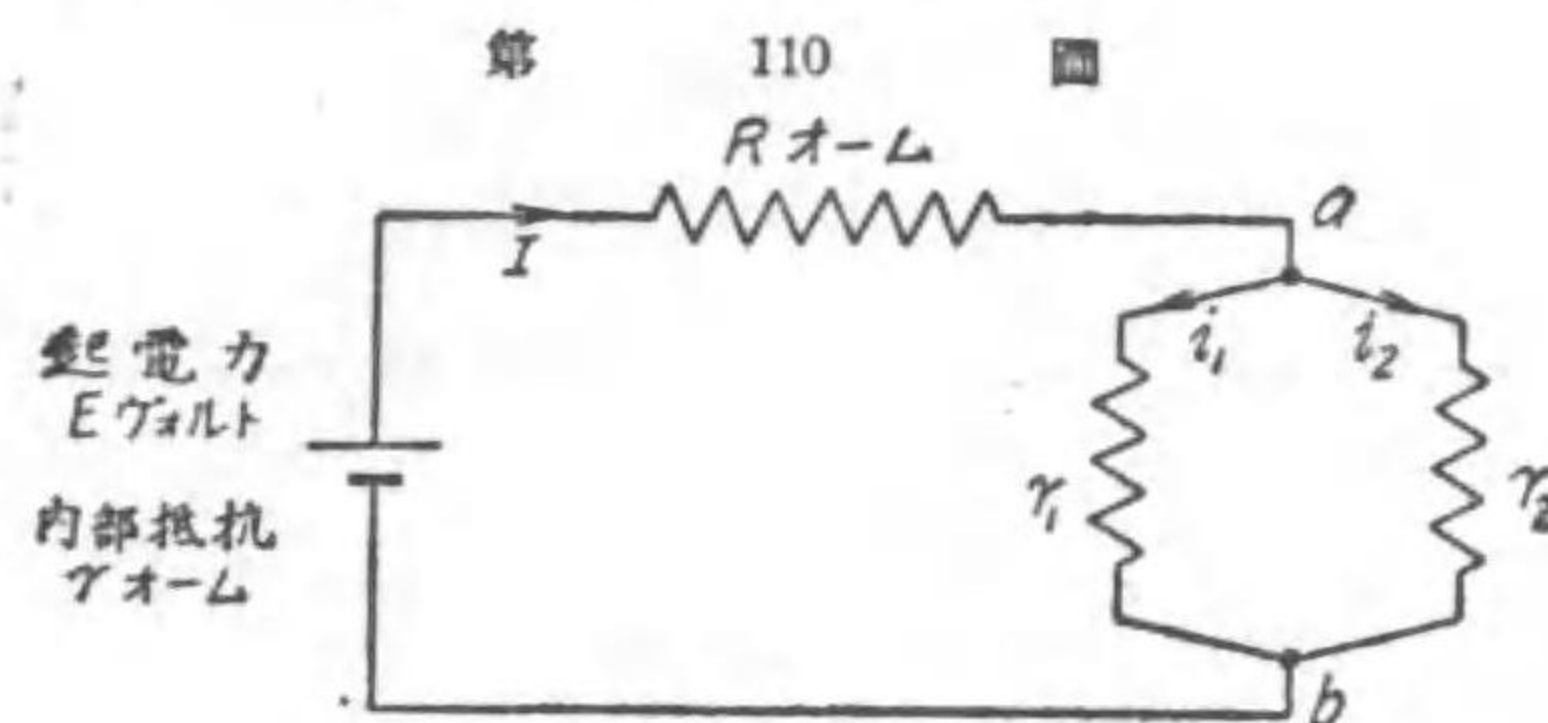 第 110 圖
Rオーム
a
I
i₁ i₂
起電力
Eヴォルト
r₁ r₂
内部抵抗
rオーム
b